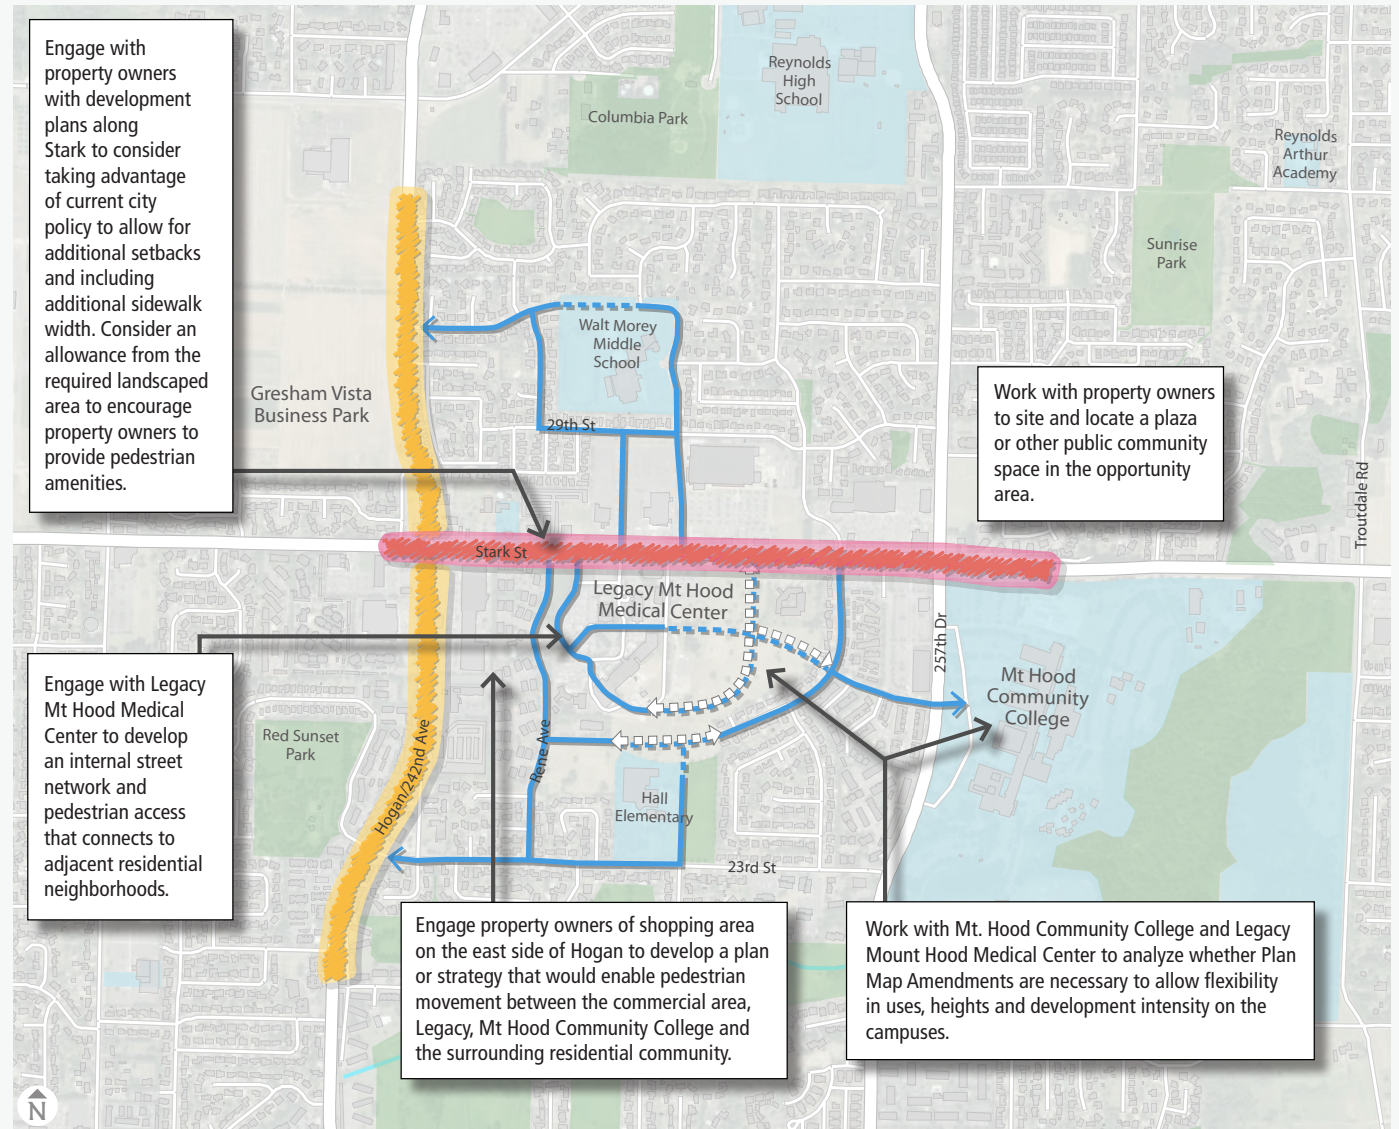 Engage with
property owners
with development
plans along
Stark to consider
taking advantage
of current city
policy to allow for
additional setbacks
and including
additional sidewalk
width. Consider an
allowance from the
required landscaped
area to encourage
property owners to
provide pedestrian
amenities.
Columbia Park
Reynolds
High
School
Reynolds
Arthur
Academy
Sunrise
Park
Walt Morey
Middle
School
Gresham Vista
Business Park
29th St
Work with property owners
to site and locate a plaza
or other public community
space in the opportunity
area.
Troutdale Rd
Stark St
Legacy Mt Hood
Medical Center
257th Dr
Mt Hood
Community
College
Engage with Legacy
Mt Hood Medical
Center to develop
an internal street
network and
pedestrian access
that connects to
adjacent residential
neighborhoods.
Red Sunset
Park
Hogan/242nd Ave
Rene Ave
Hall
Elementary
23rd St
Engage property owners of shopping area
on the east side of Hogan to develop a plan
or strategy that would enable pedestrian
movement between the commercial area,
Legacy, Mt Hood Community College and
the surrounding residential community.
Work with Mt. Hood Community College and Legacy
Mount Hood Medical Center to analyze whether Plan
Map Amendments are necessary to allow flexibility
in uses, heights and development intensity on the
campuses.
N